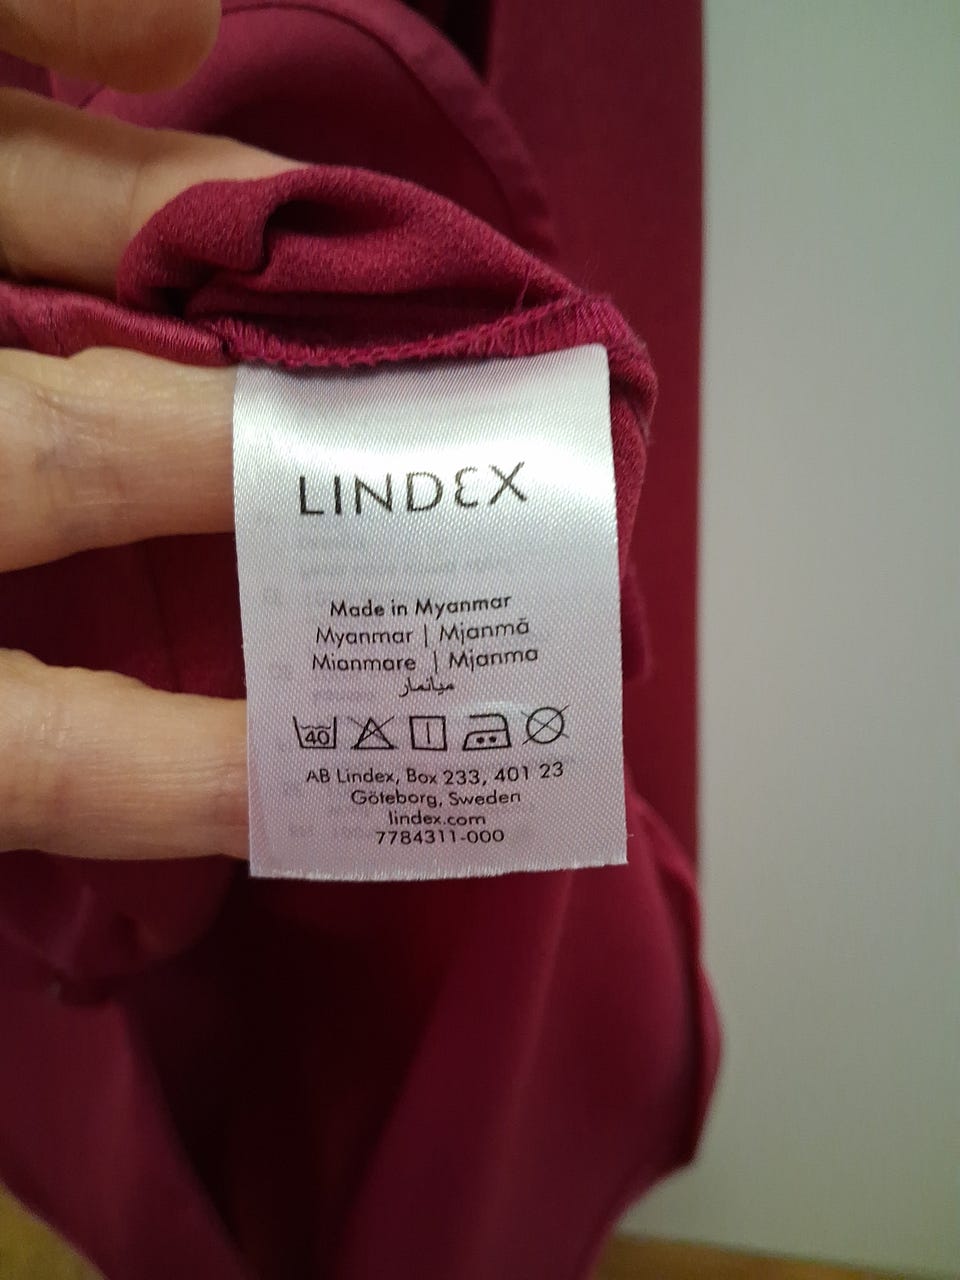 LINDEX
Made in Myanmar
Myanmar | Mjanmā
Mianmare | Mjanma
ميانمار
40
AB Lindex, Box 233, 401 23
Göteborg, Sweden
lindex.com
7784311-000